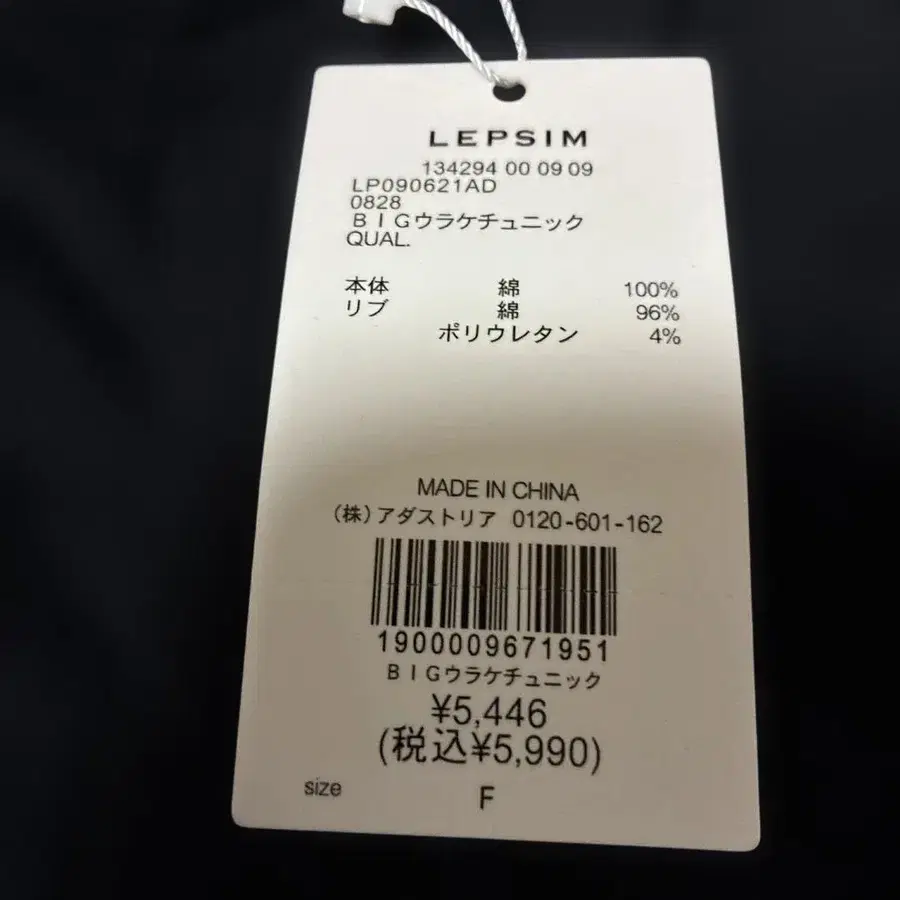 LEPSIM
134294 00 09 09
LP090621AD
0828
ＢＩＧウラケチュニック
QUAL.
本体 綿 100%
リブ 綿 96%
ポリウレタン 4%
MADE IN CHINA
(株)アダストリア 0120-601-162
1900009671951
ＢＩＧウラケチュニック
¥5,446
(税込¥5,990)
size F